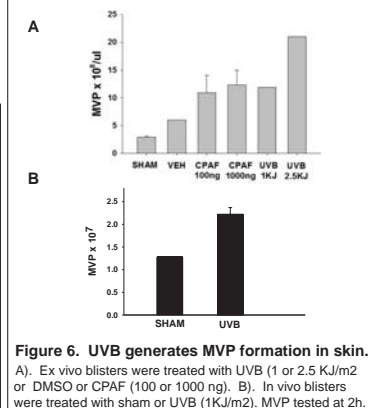 A
MVP x 10⁶/ul
25
20
15
10
5
0
SHAM VEH CPAF CPAF UVB UVB
100ng 1000ng 1KJ 2.5KJ
B
MVP x 10⁷
2.5
2.0
1.5
1.0
0.5
0.0
SHAM UVB
Figure 6. UVB generates MVP formation in skin.
A). Ex vivo blisters were treated with UVB (1 or 2.5 KJ/m2
or DMSO or CPAF (100 or 1000 ng). B). In vivo blisters
were treated with sham or UVB (1KJ/m2). MVP tested at 2h.